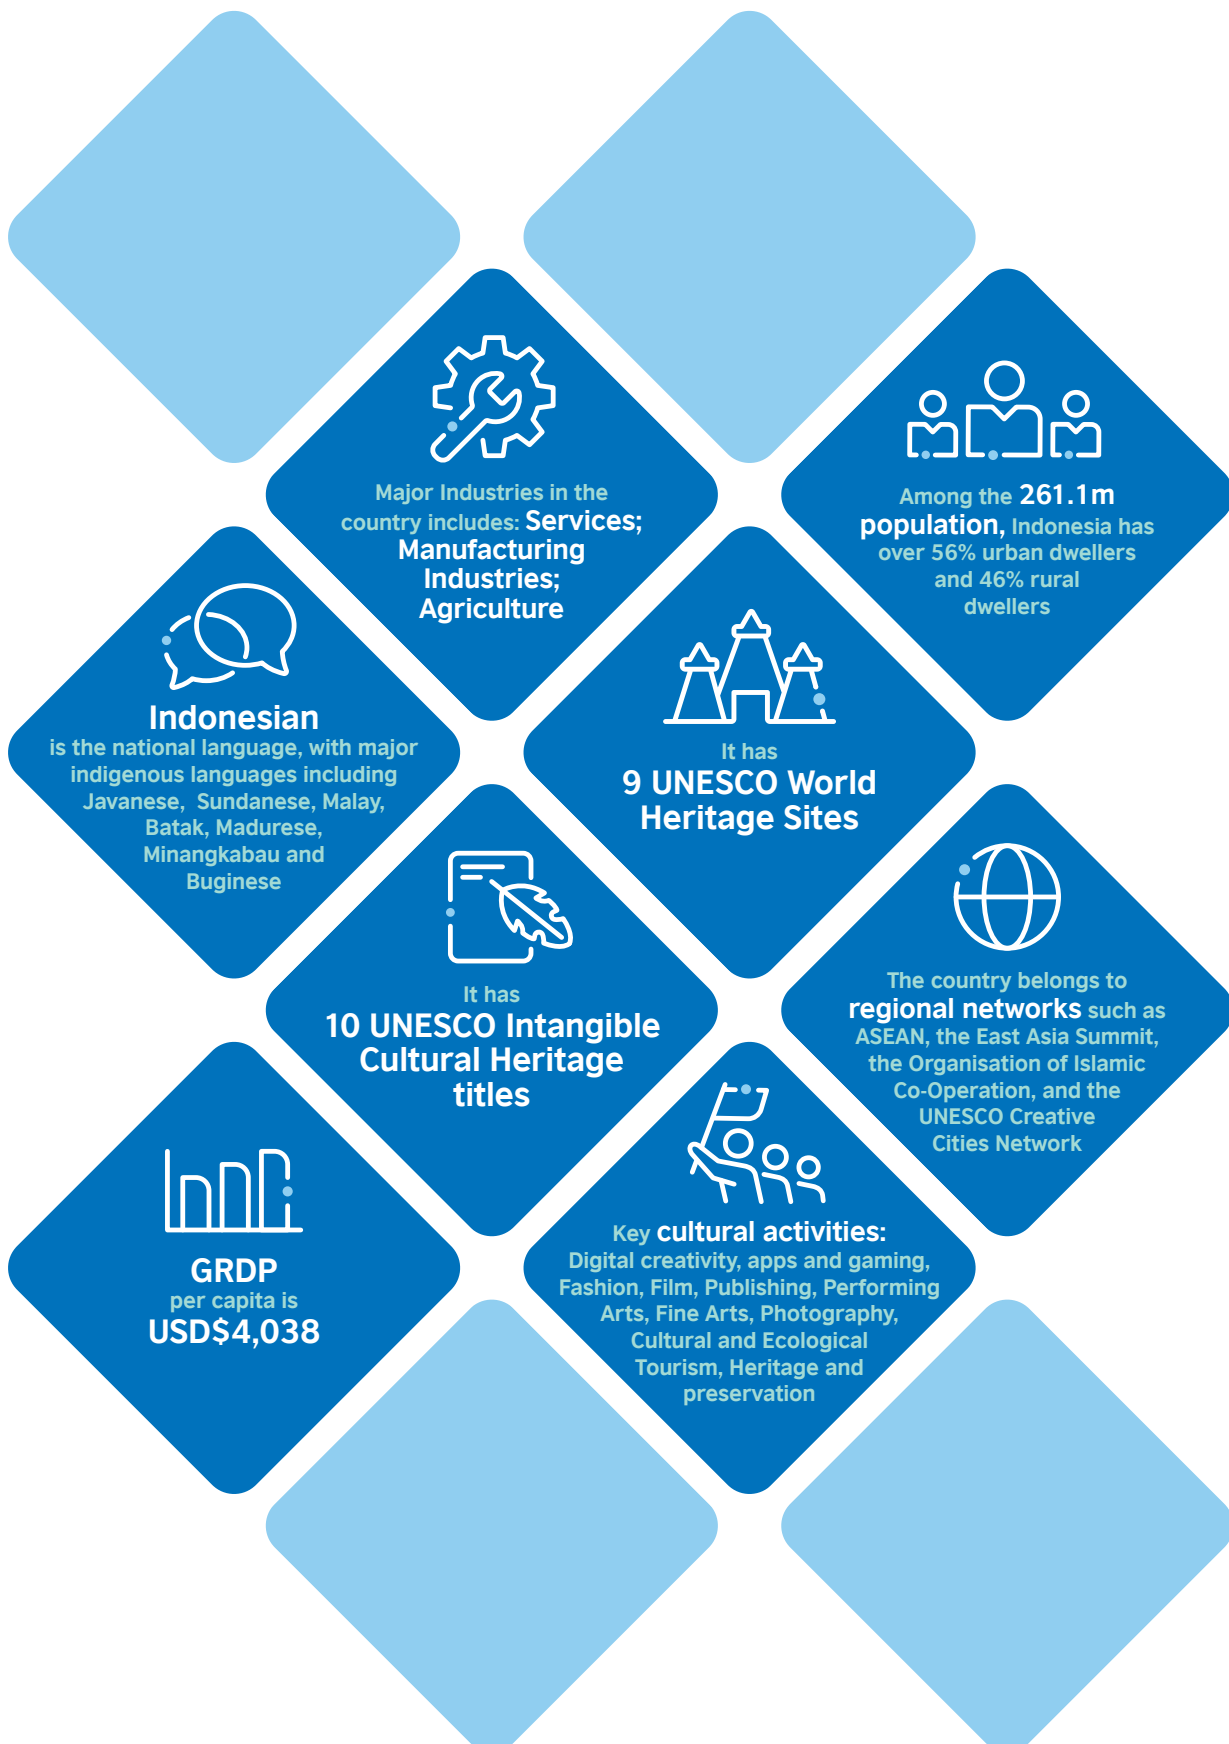 Major Industries in the
country includes: Services;
Manufacturing
Industries;
Agriculture
Among the 261.1m
population, Indonesia has
over 56% urban dwellers
and 46% rural
dwellers
Indonesian
is the national language, with major
indigenous languages including
Javanese, Sundanese, Malay,
Batak, Madurese,
Minangkabau and
Buginese
It has
9 UNESCO World
Heritage Sites
It has
10 UNESCO Intangible
Cultural Heritage
titles
The country belongs to
regional networks such as
ASEAN, the East Asia Summit,
the Organisation of Islamic
Co-Operation, and the
UNESCO Creative
Cities Network
GRDP
per capita is
USD$4,038
Key cultural activities:
Digital creativity, apps and gaming,
Fashion, Film, Publishing, Performing
Arts, Fine Arts, Photography,
Cultural and Ecological
Tourism, Heritage and
preservation